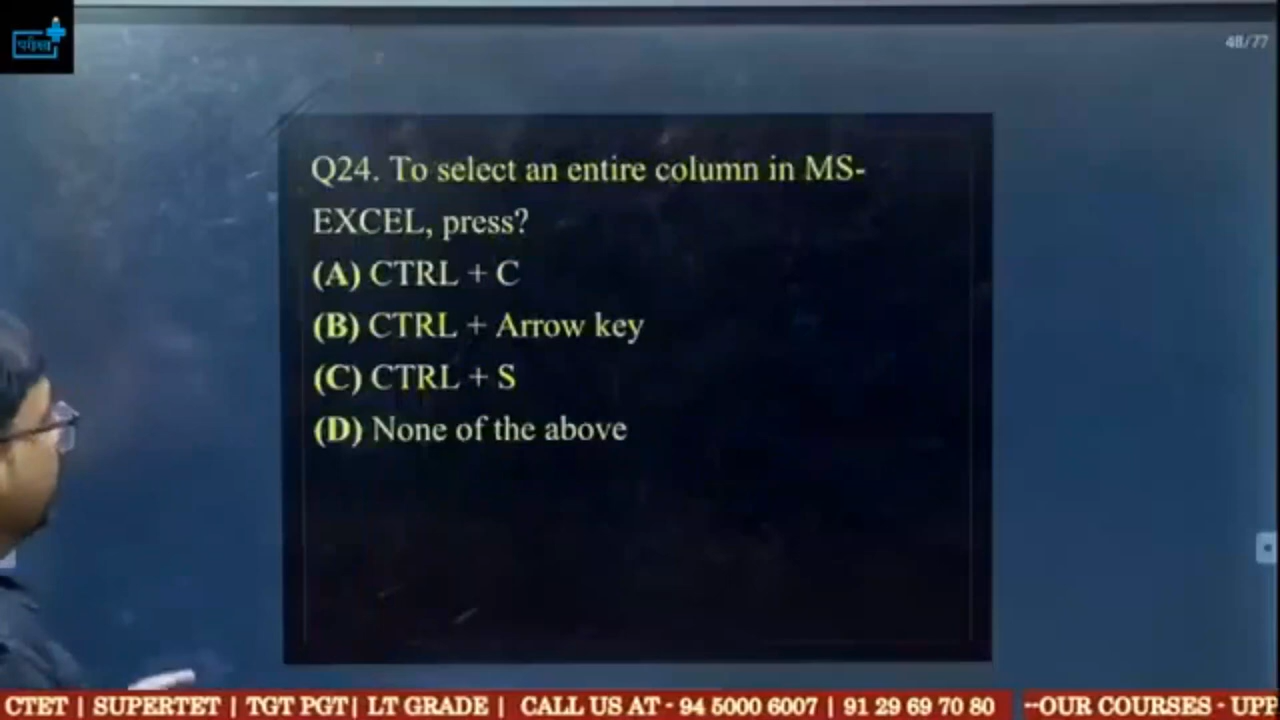 परीक्षा
48/77
Q24. To select an entire column in MS-
EXCEL, press?
(A) CTRL + C
(B) CTRL + Arrow key
(C) CTRL + S
(D) None of the above
CTET | SUPERTET | TGT PGT| LT GRADE | CALL US AT - 94 5000 6007 | 91 29 69 70 80 --OUR COURSES - UPP